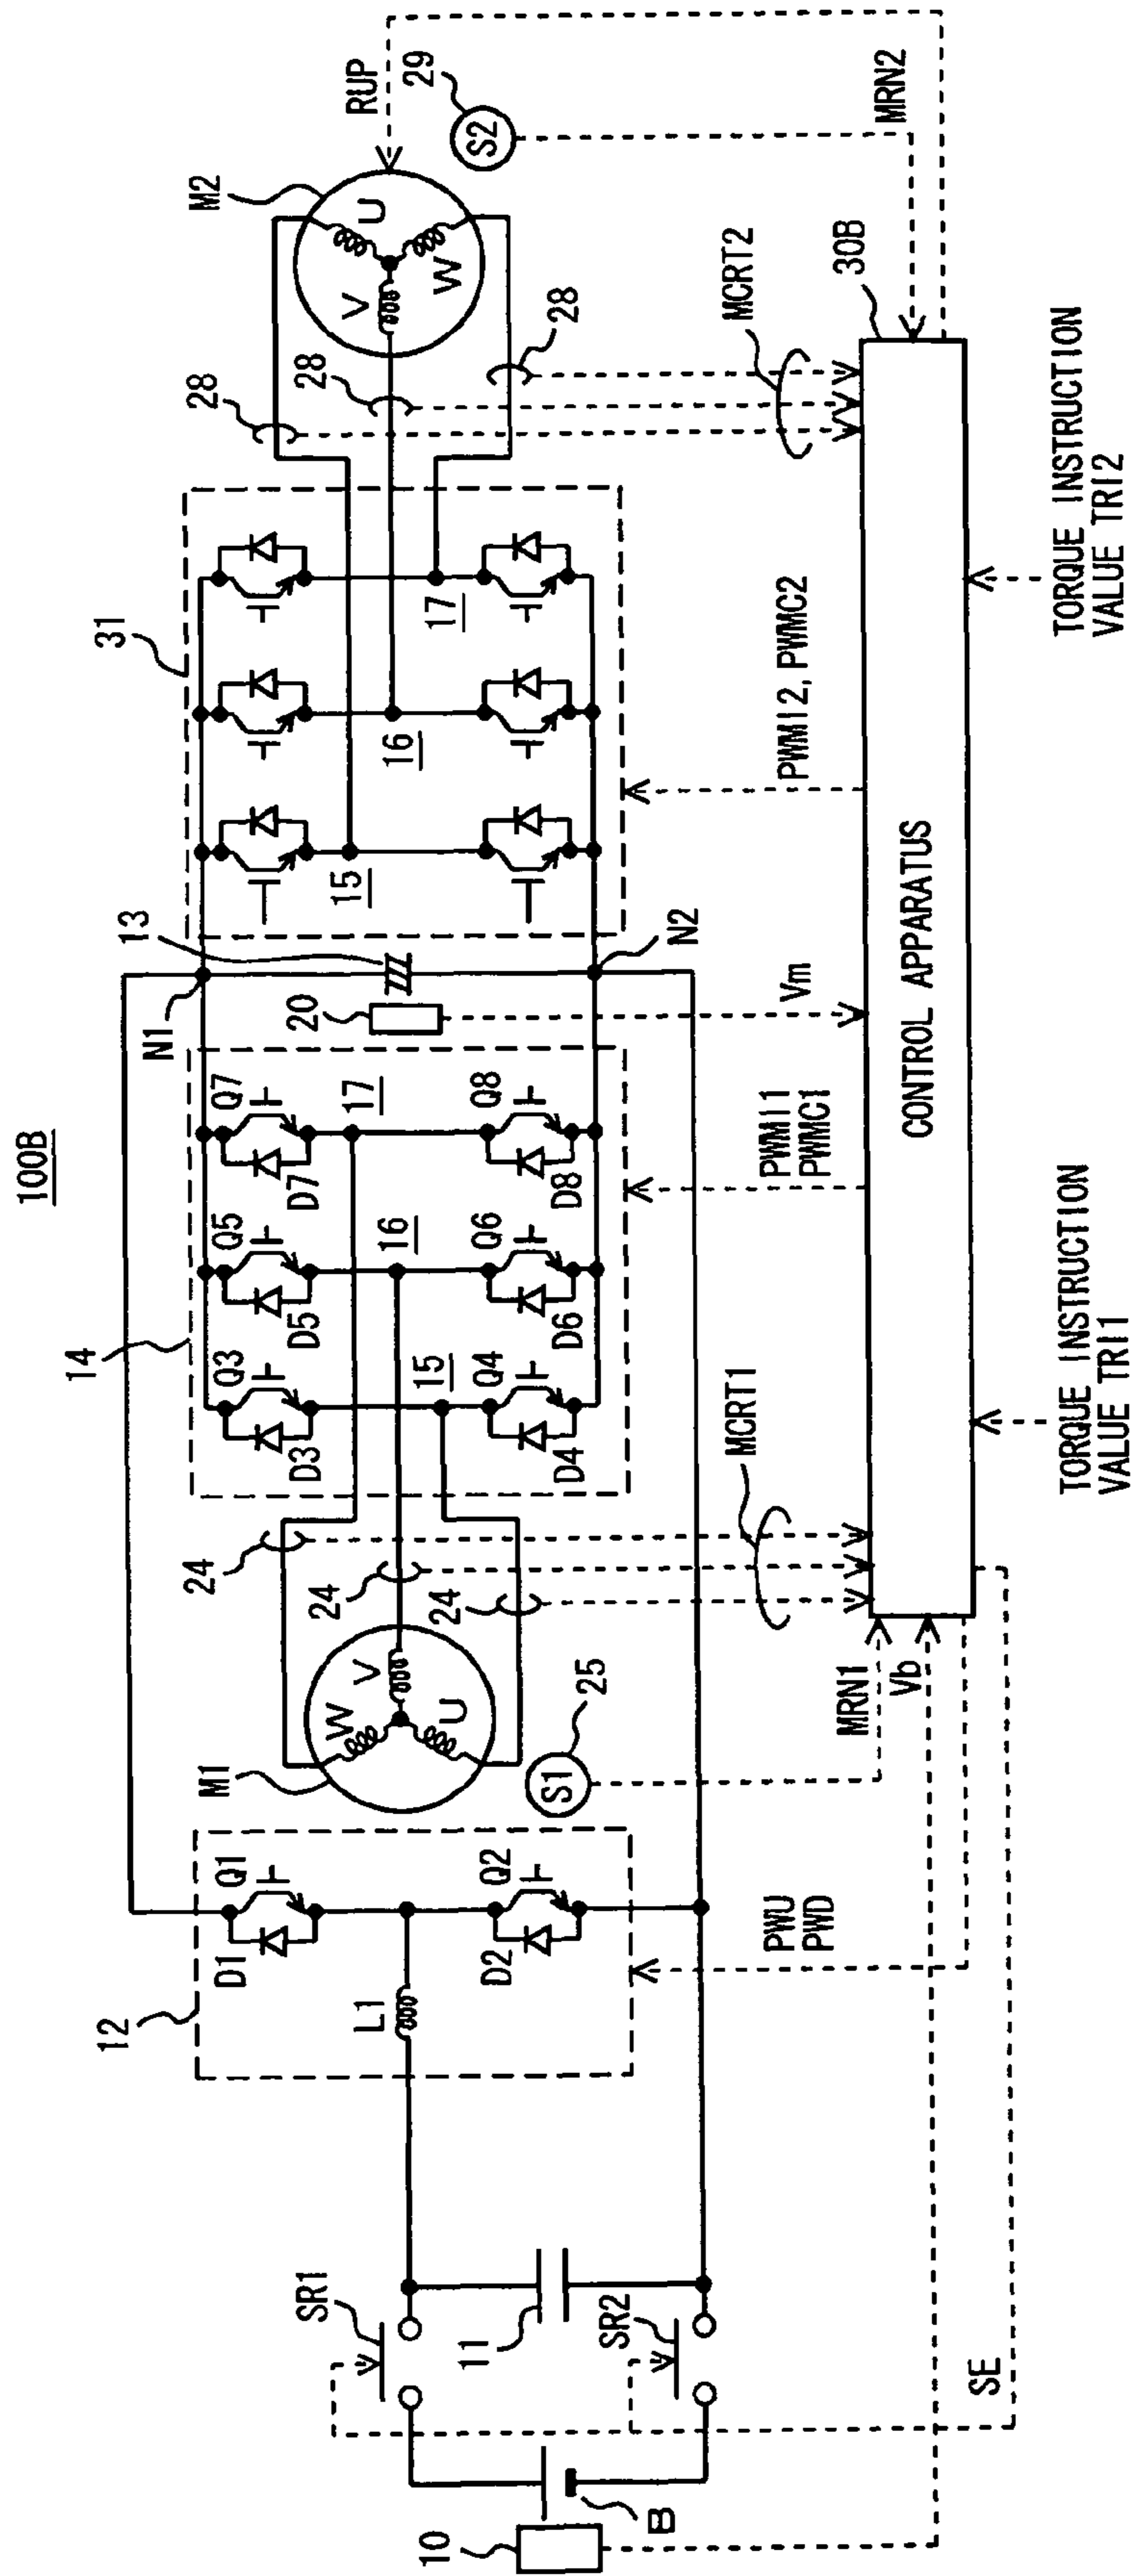 100B
N1
13
31
M2
RUP
29
S2
MRN2
14
Q3
Q5
Q7
D3
D5
D7
15
16
17
Q4
Q6
Q8
D4
D6
D8
20
N2
15
16
17
28
28
28
U
V
W
MCRT2
30B
12
D1
Q1
L1
D2
Q2
M1
W
V
U
24
24
24
S1
25
MCRT1
MRN1
Vb
PWU
PWD
PWMI1
PWMC1
Vm
PWMI2, PWMC2
SR1
11
SR2
10
B
SE
CONTROL APPARATUS
TORQUE INSTRUCTION
VALUE TRI1
TORQUE INSTRUCTION
VALUE TRI2